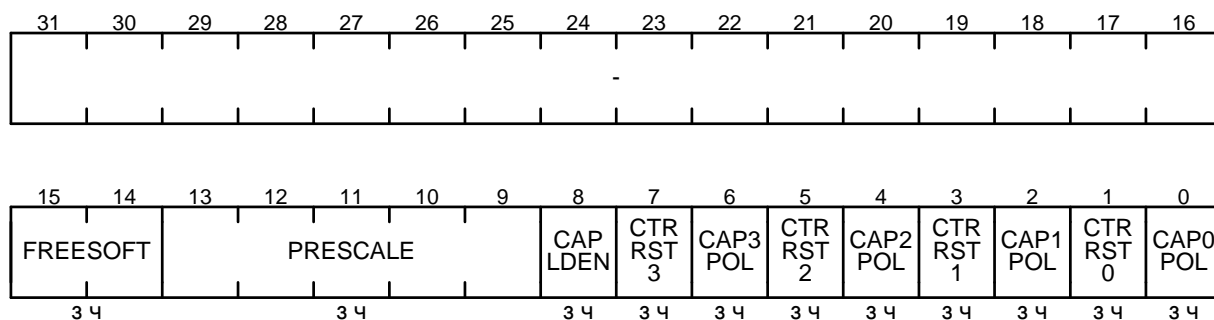 31 30 29 28 27 26 25 24 23 22 21 20 19 18 17 16
-
15 14 13 12 11 10 9 8 7 6 5 4 3 2 1 0
FREESOFT PRESCALE CAP LDEN CTR RST 3 CAP3 POL CTR RST 2 CAP2 POL CTR RST 1 CAP1 POL CTR RST 0 CAP0 POL
з ч з ч з ч з ч з ч з ч з ч з ч з ч з ч з ч